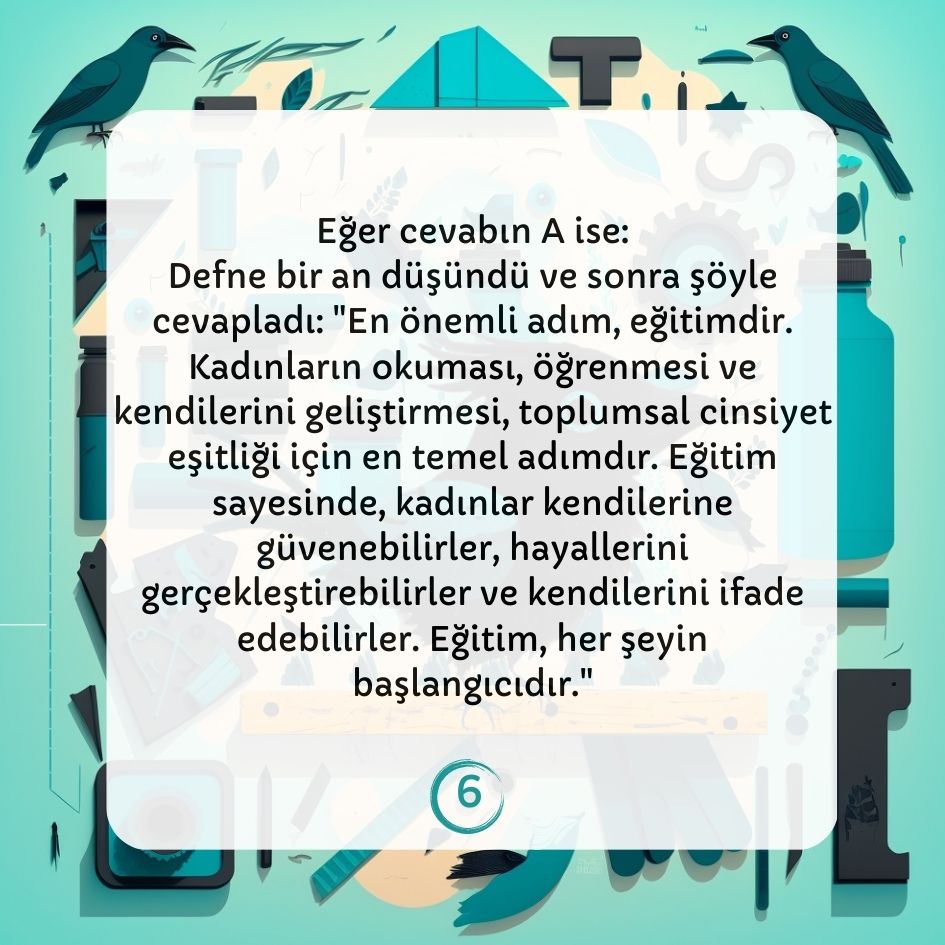 Eğer cevabın A ise:
Defne bir an düşündü ve sonra şöyle
cevapladı: "En önemli adım, eğitimdir.
Kadınların okuması, öğrenmesi ve
kendilerini geliştirmesi, toplumsal cinsiyet
eşitliği için en temel adımdır. Eğitim
sayesinde, kadınlar kendilerine
güvenebilirler, hayallerini
gerçekleştirebilirler ve kendilerini ifade
edebilirler. Eğitim, her şeyin
başlangıcıdır."
6